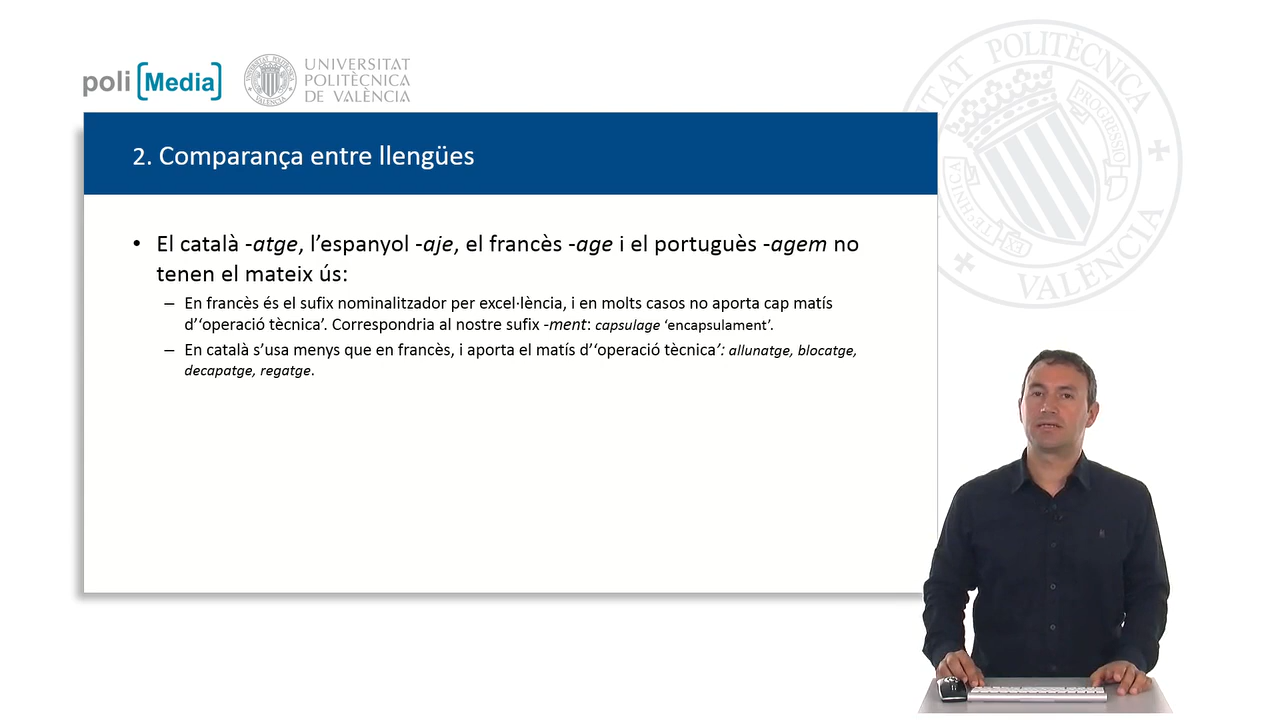 poli[Media]
UNIVERSITAT
POLITÈCNICA
DE VALÈNCIA
POLITÈCNICA
PROGRESSIO
VALÈNCIA
2. Comparança entre llengües
• El català -atge, l’espanyol -aje, el francès -age i el portuguès -agem no
tenen el mateix ús:
– En francès és el sufix nominalitzador per excel·lència, i en molts casos no aporta cap matís
d’‘operació tècnica’. Correspondria al nostre sufix -ment: capsulage ‘encapsulament’.
– En català s’usa menys que en francès, i aporta el matís d’‘operació tècnica’: allunatge, blocatge,
decapatge, regatge.